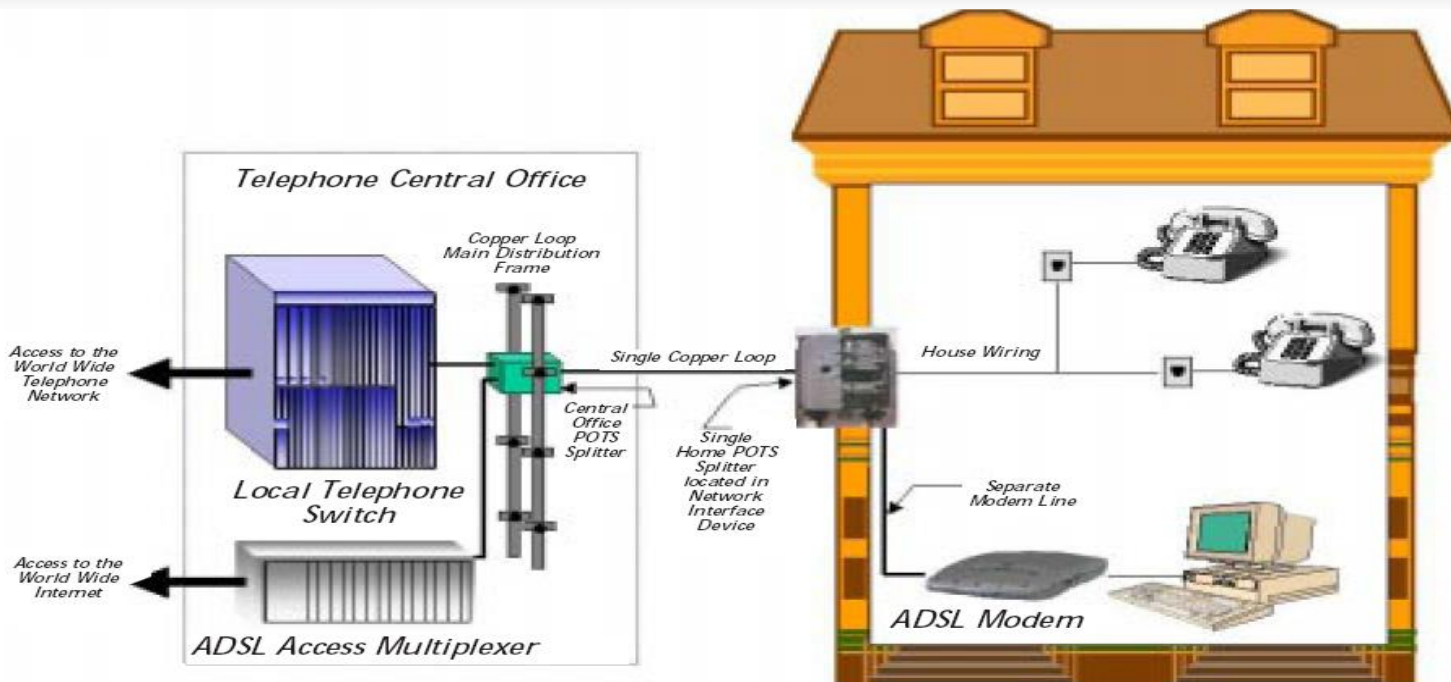 Telephone Central Office
Copper Loop
Main Distribution
Frame
Access to the
World Wide
Telephone
Network
Single Copper Loop
House Wiring
Central
Office
POTS
Splitter
Single
Home POTS
Splitter
located in
Network
Interface
Device
Local Telephone
Switch
Separate
Modem Line
Access to the
World Wide
Internet
ADSL Access Multiplexer
ADSL Modem